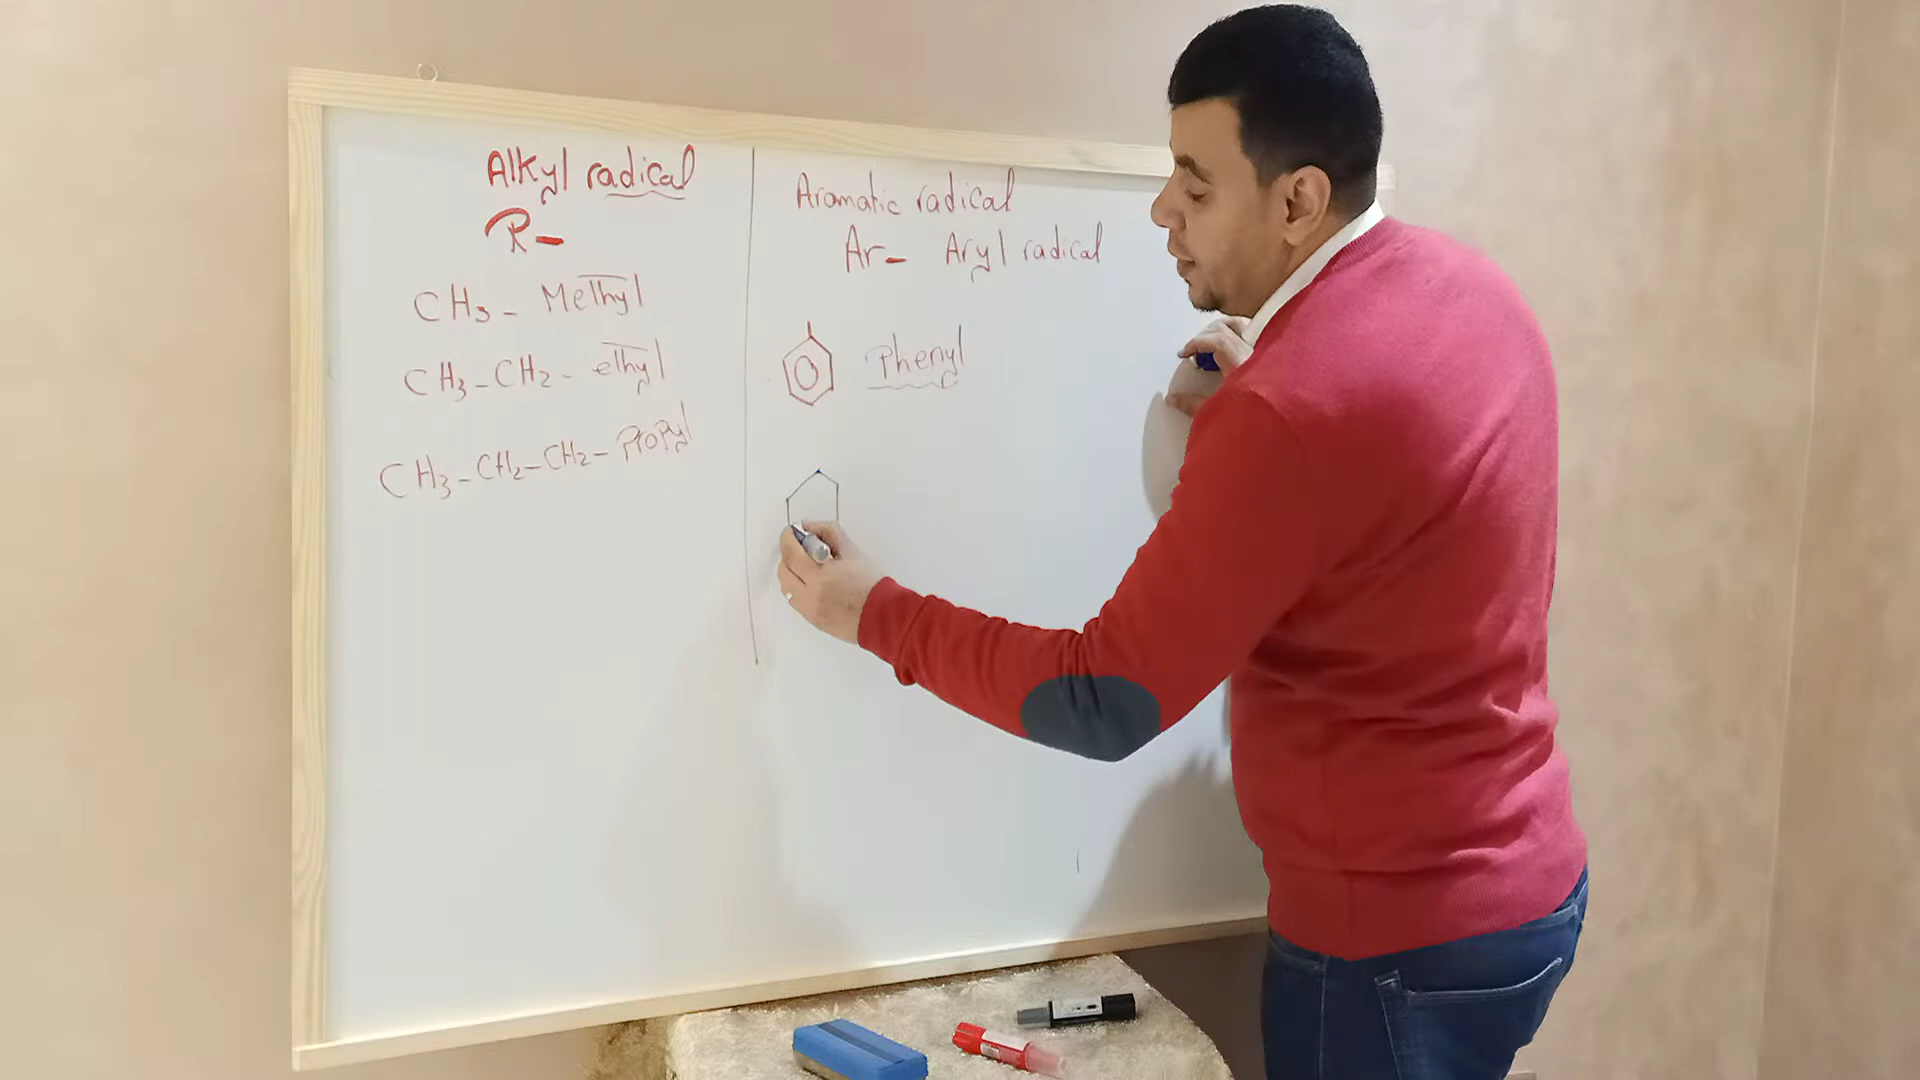 Alkyl radical
R-
CH3- Methyl
CH3-CH2- ethyl
CH3-CH2-CH2- Propyl
Aromatic radical
Ar- Aryl radical
Phenyl